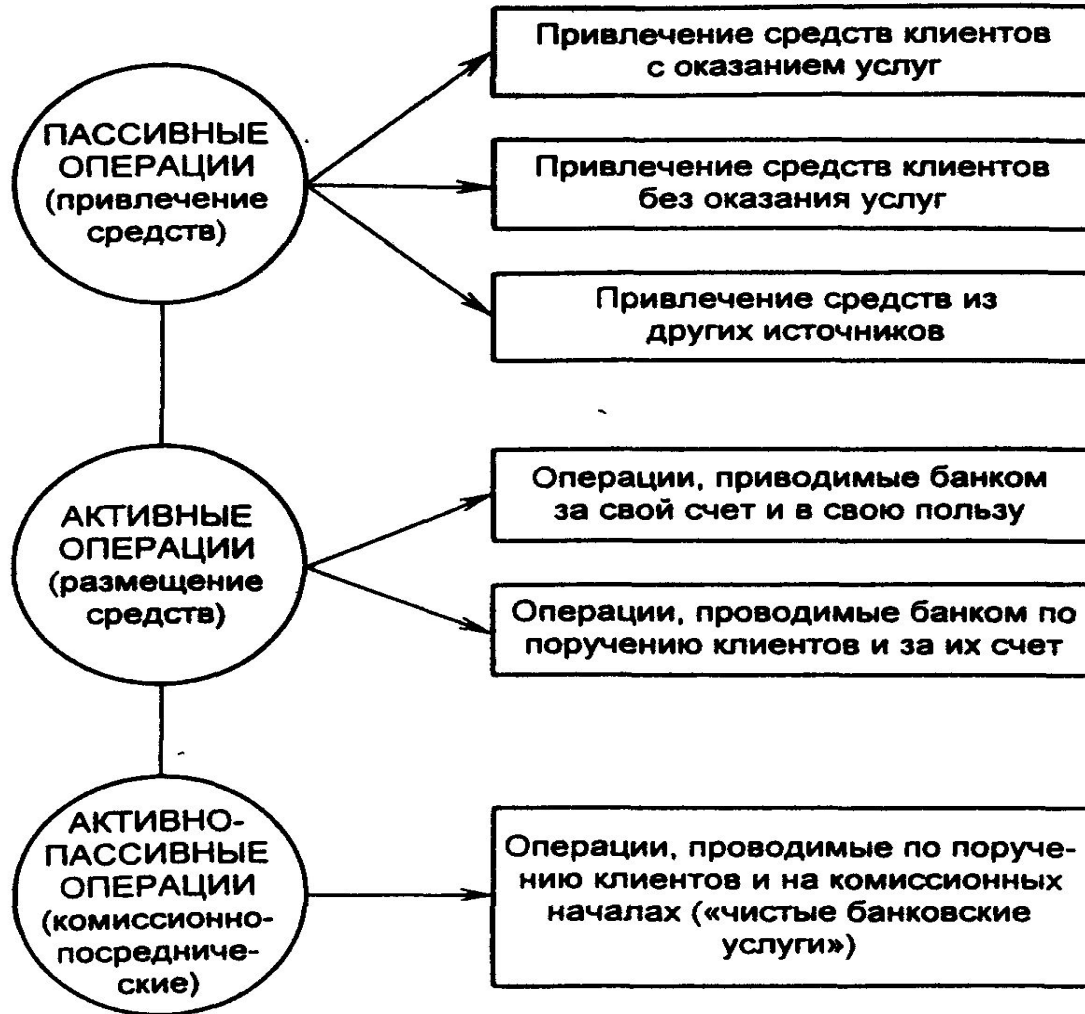 ПАССИВНЫЕ
ОПЕРАЦИИ
(привлечение
средств)
Привлечение средств клиентов
с оказанием услуг
Привлечение средств клиентов
без оказания услуг
Привлечение средств из
других источников
АКТИВНЫЕ
ОПЕРАЦИИ
(размещение
средств)
Операции, приводимые банком
за свой счет и в свою пользу
Операции, проводимые банком по
поручению клиентов и за их счет
АКТИВНО-
ПАССИВНЫЕ
ОПЕРАЦИИ
(комиссионно-
посредниче-
ские)
Операции, проводимые по поруче-
нию клиентов и на комиссионных
началах («чистые банковские
услуги»)